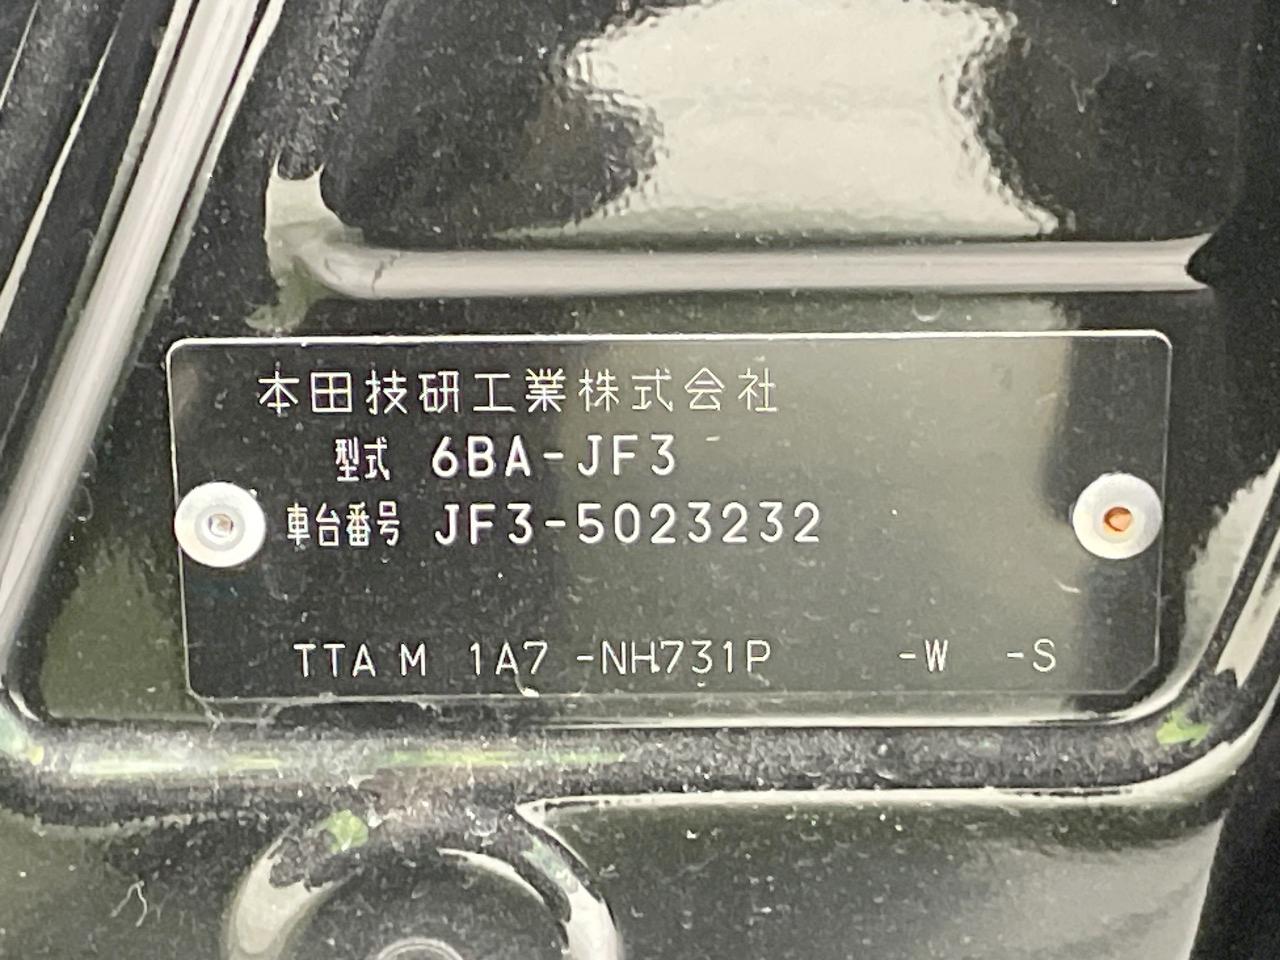 本田技研工業株式会社
型式 6BA-JF3
車台番号 JF3-5023232
TTA M 1A7 -NH731P -W -S